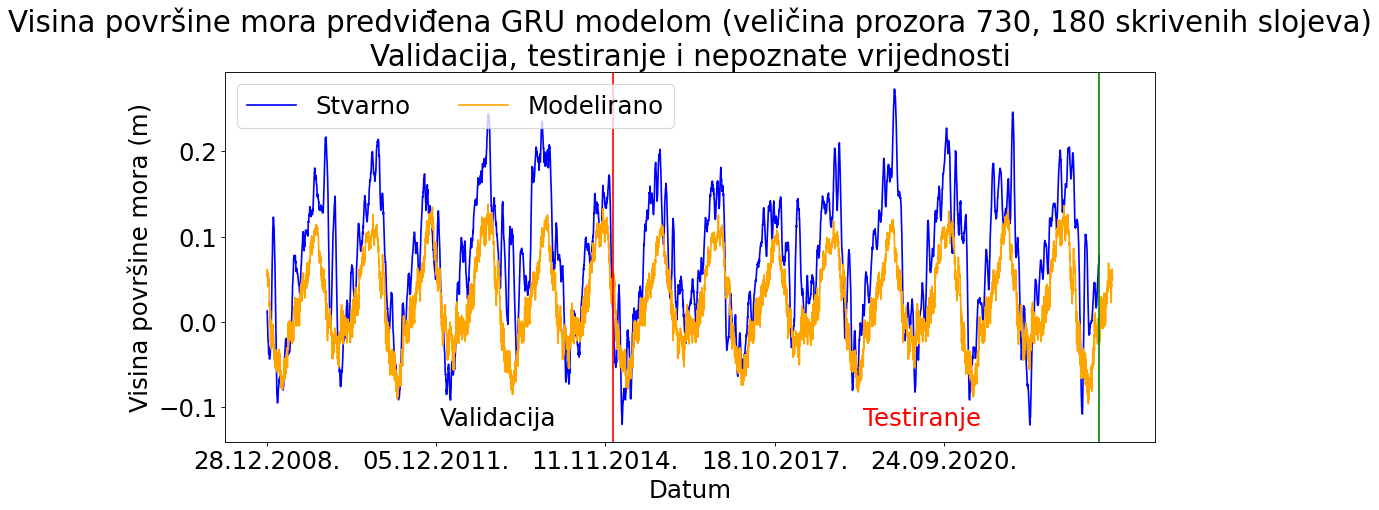 Visina površine mora predviđena GRU modelom (veličina prozora 730, 180 skrivenih slojeva)
Validacija, testiranje i nepoznate vrijednosti
Stvarno
Modelirano
Visina površine mora (m)
0.2
0.1
0.0
−0.1
Validacija
Testiranje
28.12.2008.
05.12.2011.
11.11.2014.
18.10.2017.
24.09.2020.
Datum